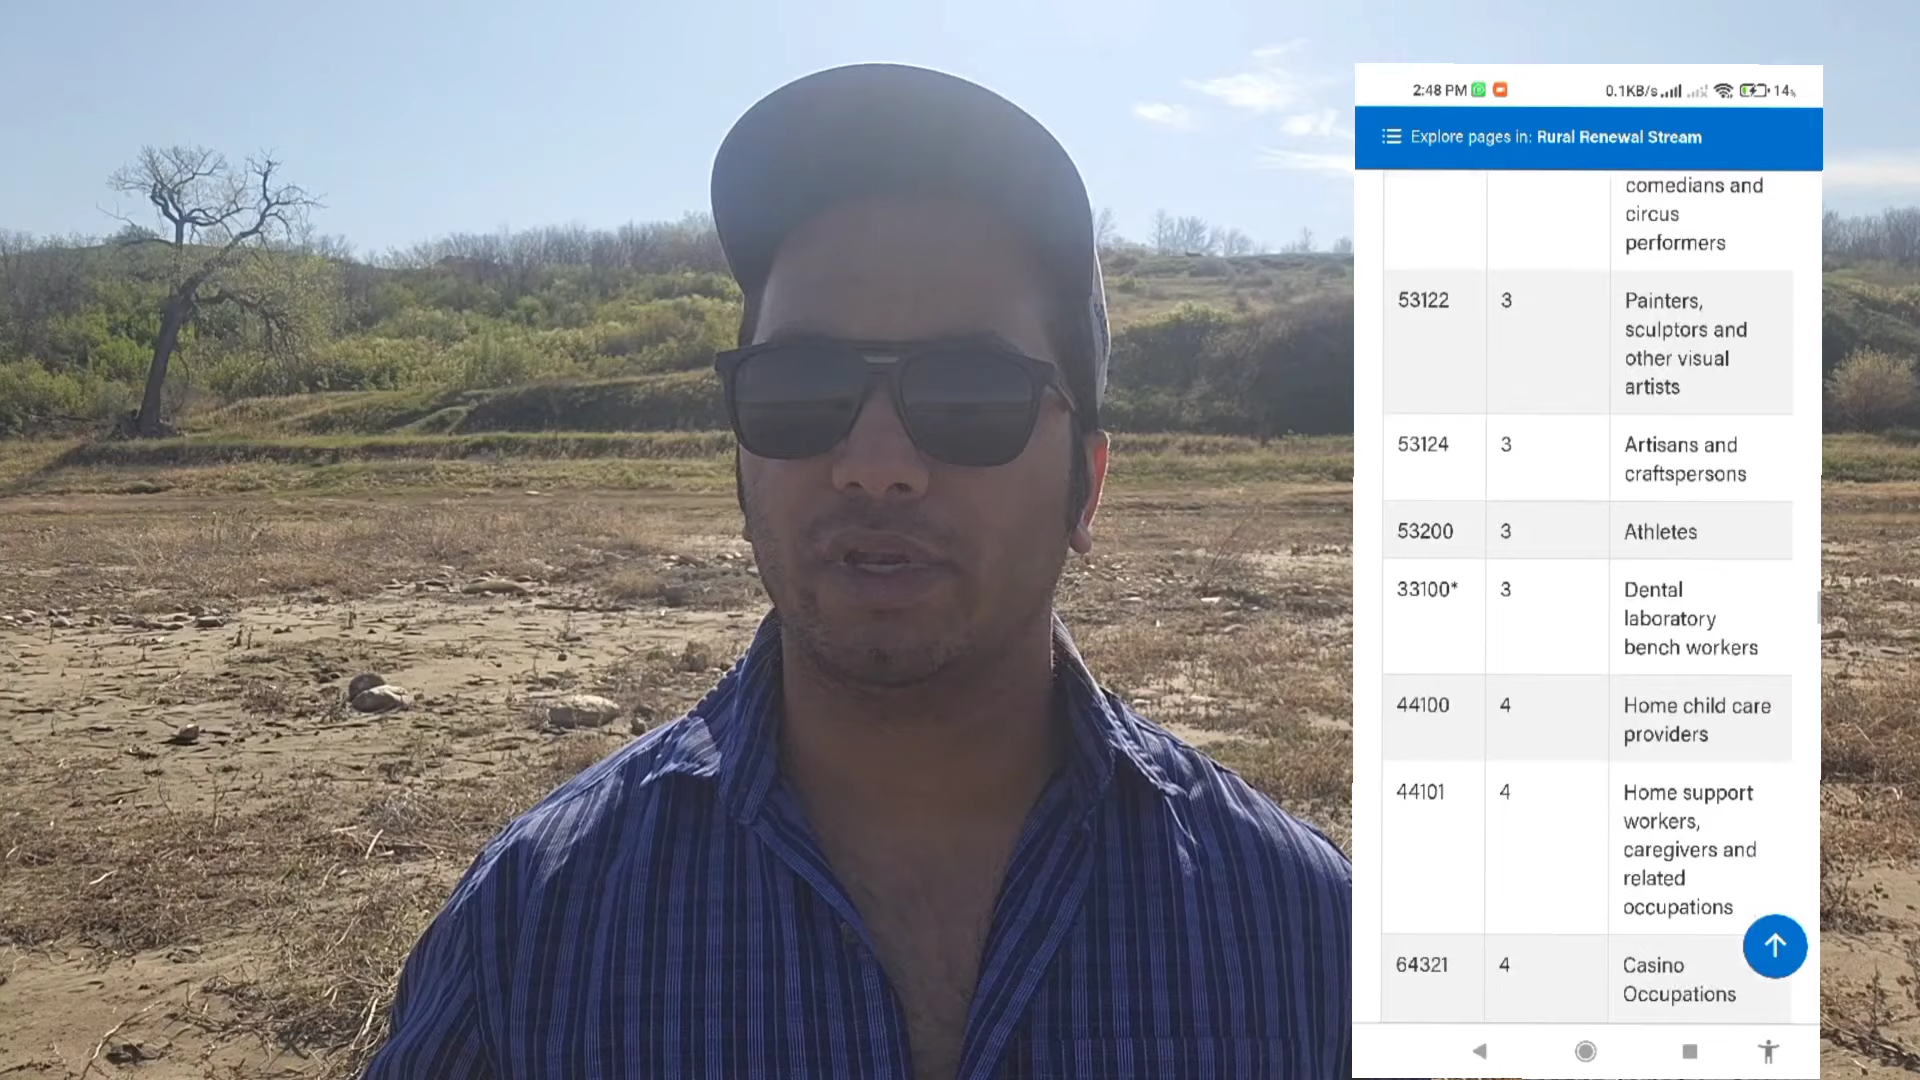 2:48 PM
0.1KB/s
14%
Explore pages in: Rural Renewal Stream
comedians and
circus
performers
53122 3 Painters,
sculptors and
other visual
artists
53124 3 Artisans and
craftspersons
53200 3 Athletes
33100* 3 Dental
laboratory
bench workers
44100 4 Home child care
providers
44101 4 Home support
workers,
caregivers and
related
occupations
64321 4 Casino
Occupations